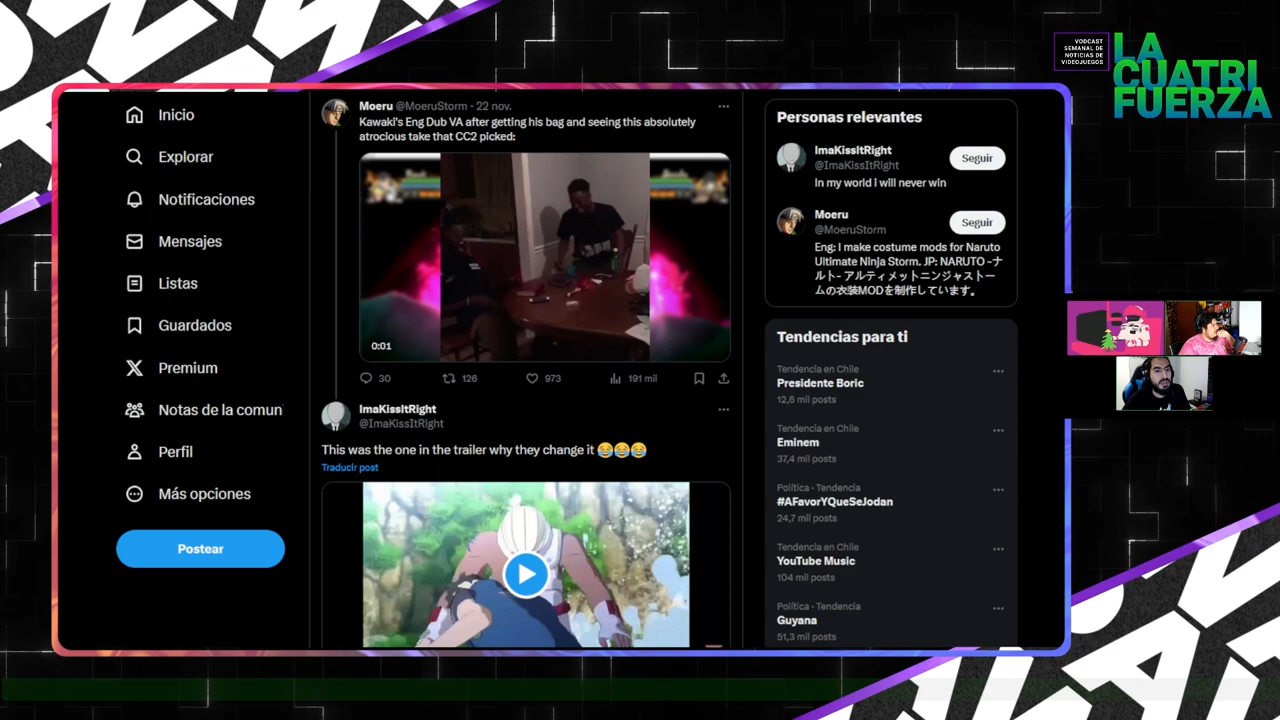 VODCAST
SEMANAL DE
NOTICIAS DE
VIDEOJUEGOS
LA
CUATRI
FUERZA
Inicio
Explorar
Notificaciones
Mensajes
Listas
Guardados
Premium
Notas de la comun
Perfil
Más opciones
Postear
Moeru @MoeruStorm · 22 nov.
Kawaki's Eng Dub VA after getting his bag and seeing this absolutely
atrocious take that CC2 picked:
0:01
30 126 973 191 mil
ImaKissItRight
@ImaKissItRight
This was the one in the trailer why they change it 😂😂😂
Traducir post
Personas relevantes
ImaKissItRight
@ImaKissItRight
Seguir
In my world i will never win
Moeru
@MoeruStorm
Seguir
Eng: I make costume mods for Naruto
Ultimate Ninja Storm. JP: NARUTO -ナ
ルト- アルティメットニンジャストー
ムの衣装MODを制作しています。
Tendencias para ti
Tendencia en Chile
Presidente Boric
12,6 mil posts
Tendencia en Chile
Eminem
37,4 mil posts
Política · Tendencia
#AFavorYQueSeJodan
24,7 mil posts
Tendencia en Chile
YouTube Music
104 mil posts
Política · Tendencia
Guyana
51,3 mil posts